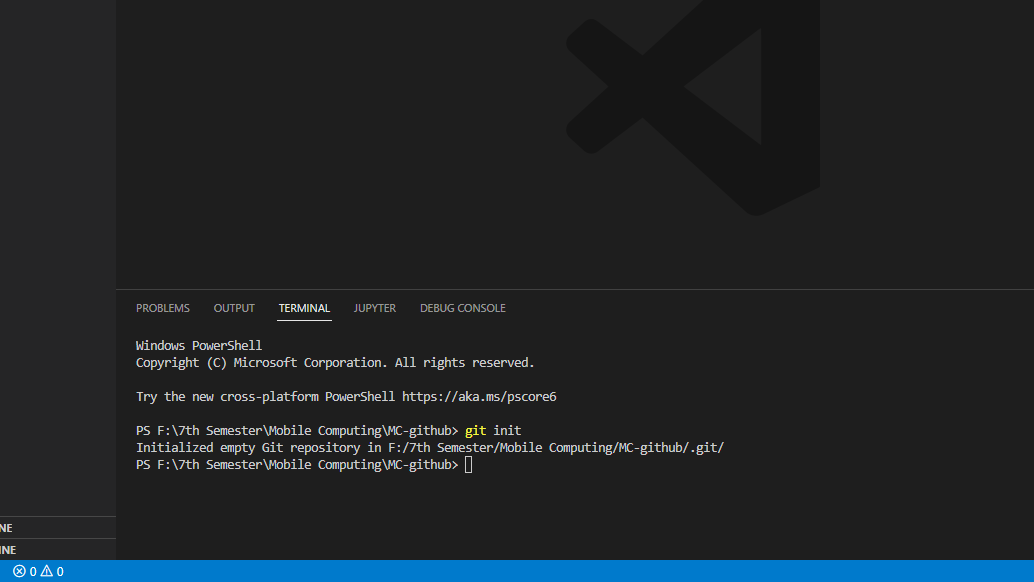 PROBLEMS OUTPUT TERMINAL JUPYTER DEBUG CONSOLE
Windows PowerShell
Copyright (C) Microsoft Corporation. All rights reserved.
Try the new cross-platform PowerShell https://aka.ms/pscore6
PS F:\7th Semester\Mobile Computing\MC-github> git init
Initialized empty Git repository in F:/7th Semester/Mobile Computing/MC-github/.git/
PS F:\7th Semester\Mobile Computing\MC-github>
NE
INE
0 0